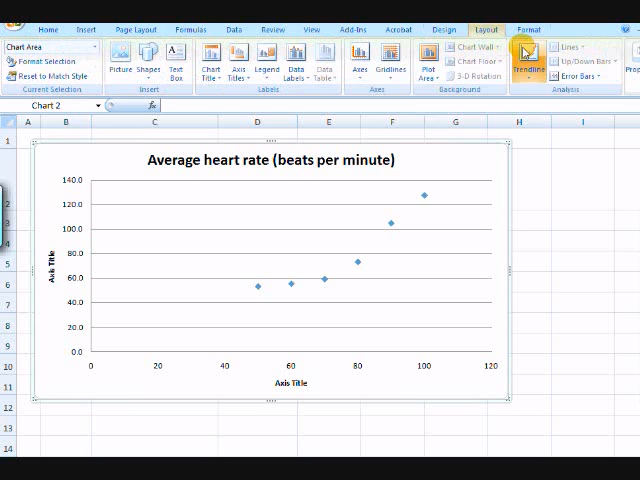 Home Insert Page Layout Formulas Data Review View Add-Ins Acrobat Design Layout Format
Chart Area
Format Selection
Reset to Match Style
Current Selection
Picture Shapes Text Box
Insert
Chart Title Axis Titles Legend Data Labels Data Table
Labels
Axes Gridlines
Axes
Plot Area Chart Wall
Chart Floor
3-D Rotation
Background
Trendline Lines
Up/Down Bars
Error Bars
Analysis
Chart 2 fx
A B C D E F G H I
1
2
3
4
5
6
7
8
9
10
11
12
13
14
Average heart rate (beats per minute)
140.0
120.0
100.0
80.0
60.0
40.0
20.0
0.0
Axis Title
0 20 40 60 80 100 120
Axis Title